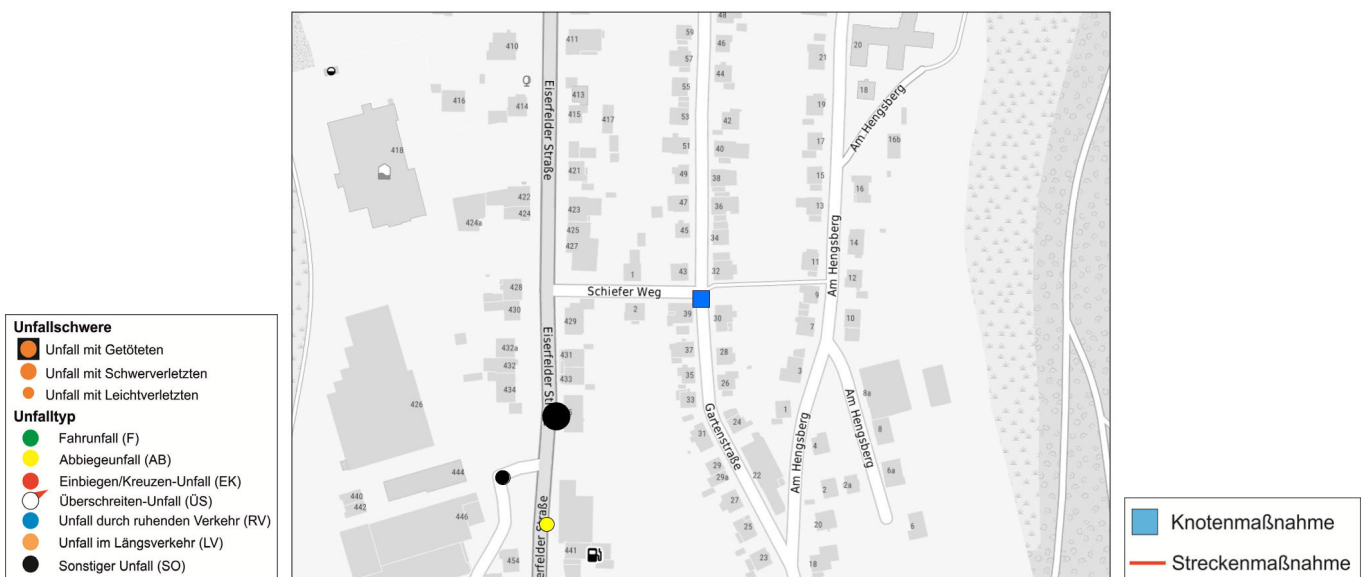 Unfallschwere
Unfall mit Getöteten
Unfall mit Schwerverletzten
Unfall mit Leichtverletzten
Unfalltyp
Fahrunfall (F)
Abbiegeunfall (AB)
Einbiegen/Kreuzen-Unfall (EK)
Überschreiten-Unfall (ÜS)
Unfall durch ruhenden Verkehr (RV)
Unfall im Längsverkehr (LV)
Sonstiger Unfall (SO)
410
411
59
48
46
57
21
20
44
Eiserfelder Straße
416
414
413
415
417
55
53
42
19
18
Am Hengsberg
16b
418
51
40
17
421
49
38
15
16
422
424
424a
423
425
427
47
45
36
34
13
Am Hengsberg
14
11
1
43
32
12
428
430
Schiefer Weg
2
39
30
9
429
7
10
Eiserfelder St
432a
432
434
431
433
37
35
33
28
26
3
8a
426
Gartenstraße
31
24
1
Am Hengsberg
Am Hengsberg
8
4
444
440
442
446
29
29a
27
22
2
2a
6a
erfelder Straße
25
20
6
454
441
23
18
Knotenmaßnahme
Streckenmaßnahme